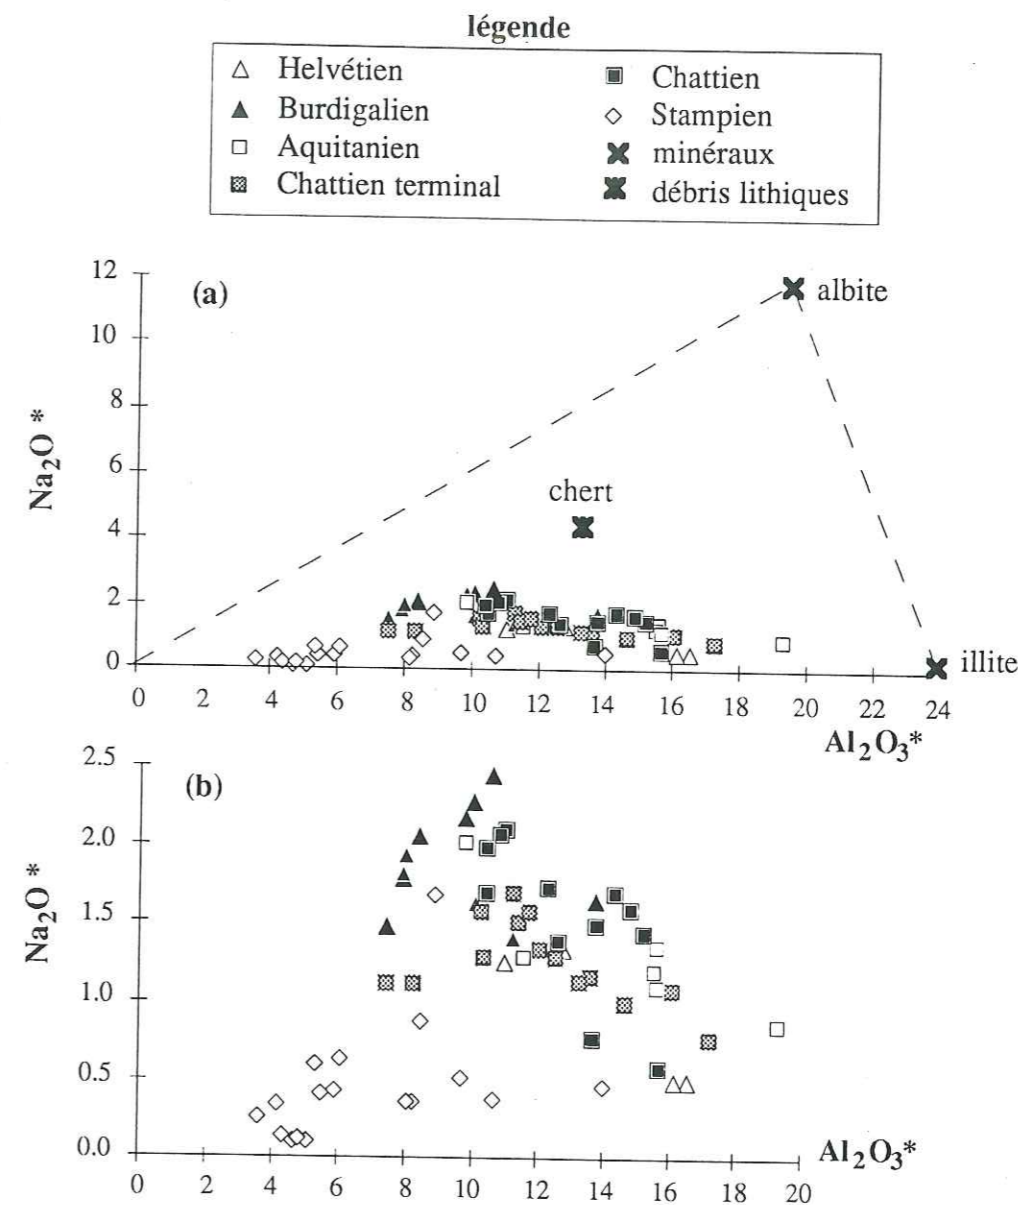 légende
Helvétien
Burdigalien
Aquitanien
Chattien terminal
Chattien
Stampien
minéraux
débris lithiques
(a)
Na₂O *
12
10
8
6
4
2
0
albite
chert
illite
0 2 4 6 8 10 12 14 16 18 20 22 24
Al₂O₃*
(b)
Na₂O *
2.5
2.0
1.5
1.0
0.5
0.0
Al₂O₃*
0 2 4 6 8 10 12 14 16 18 20